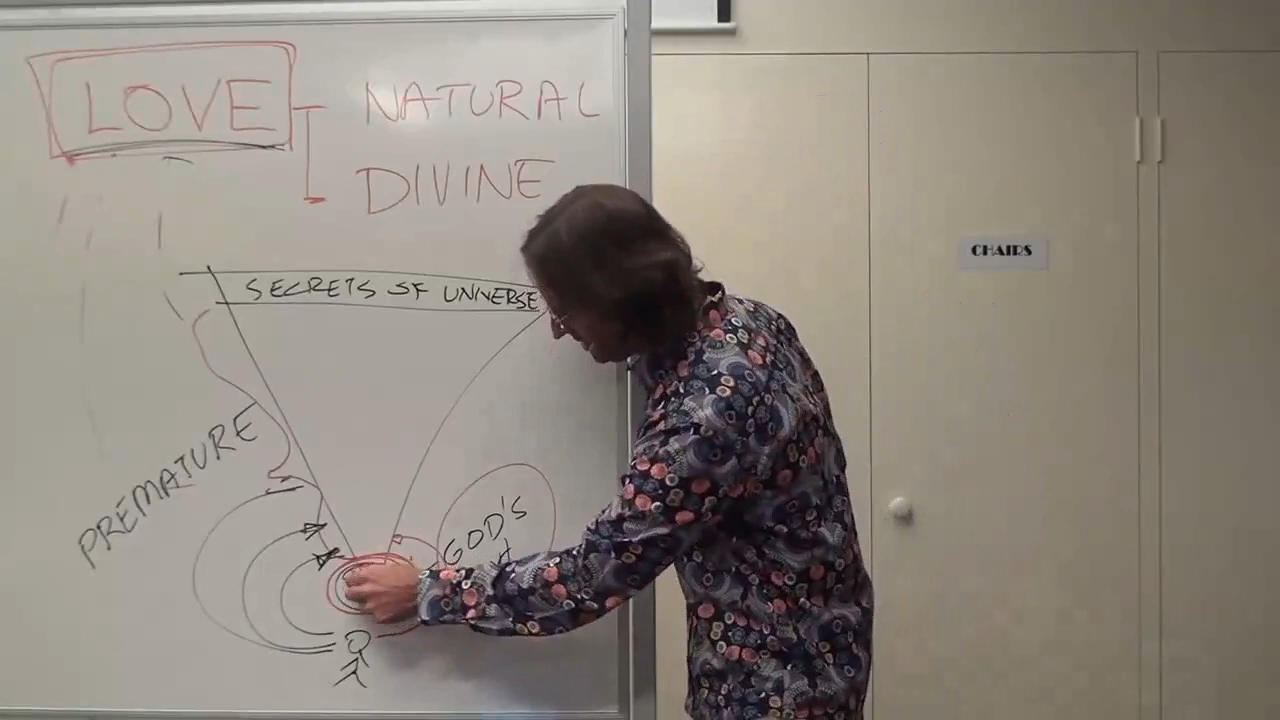 LOVE
NATURAL
DIVINE
SECRETS OF UNIVERSE
PREMATURE
GOD'S
CHAIRS